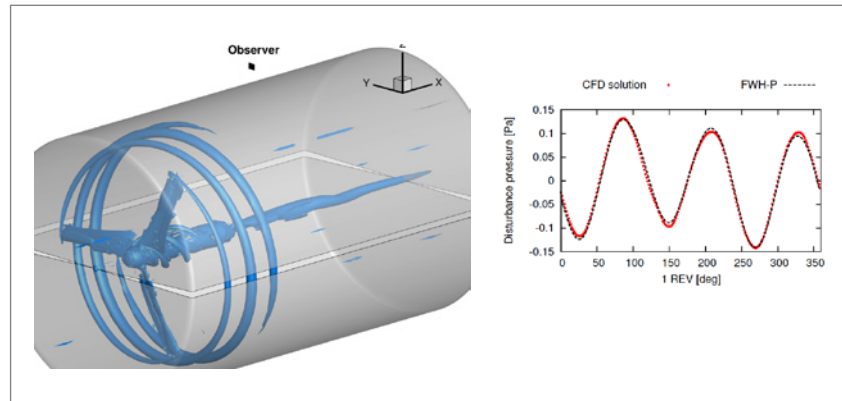 Observer
Z
Y
X
CFD solution
FWH-P
Disturbance pressure [Pa]
0.15
0.1
0.05
0
-0.05
-0.1
-0.15
0 50 100 150 200 250 300 350
1 REV [deg]